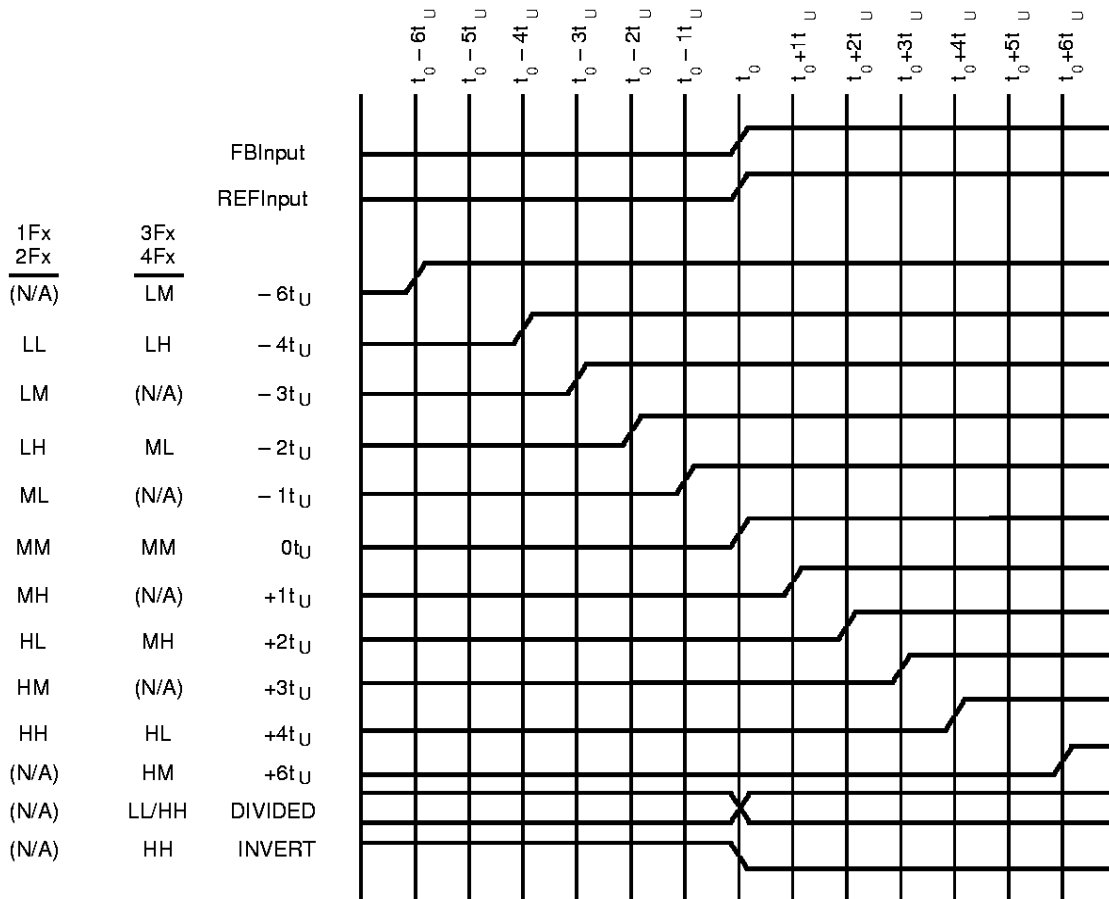 t0 – 6tU
t0 – 5tU
t0 – 4tU
t0 – 3tU
t0 – 2tU
t0 – 1tU
t0
t0+1tU
t0+2tU
t0+3tU
t0+4tU
t0+5tU
t0+6tU
FBInput
REFInput
1Fx 3Fx
2Fx 4Fx
(N/A) LM – 6tU
LL LH – 4tU
LM (N/A) – 3tU
LH ML – 2tU
ML (N/A) – 1tU
MM MM 0tU
MH (N/A) +1tU
HL MH +2tU
HM (N/A) +3tU
HH HL +4tU
(N/A) HM +6tU
(N/A) LL/HH DIVIDED
(N/A) HH INVERT